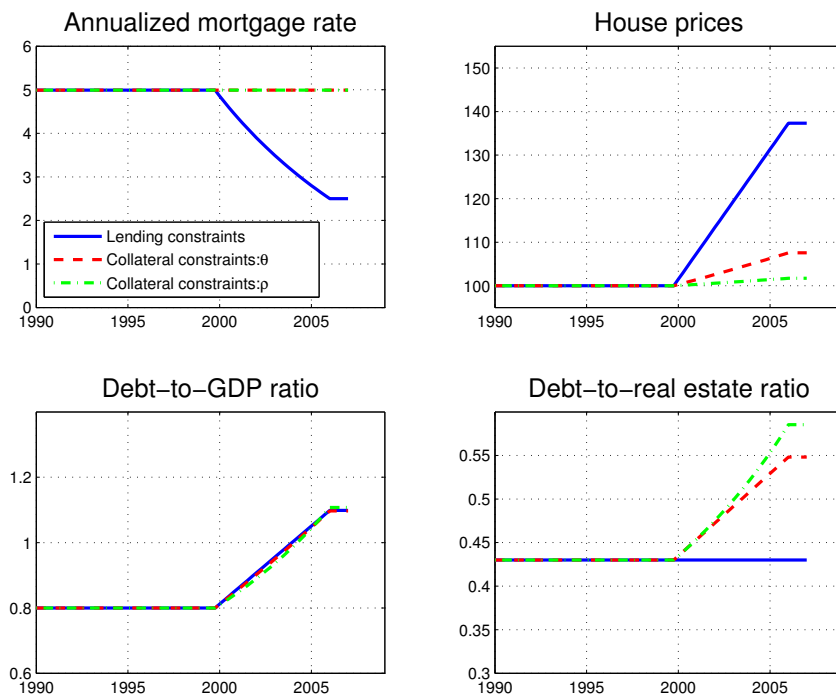 Annualized mortgage rate
6
5
4
3
2
1
0
1990 1995 2000 2005
Lending constraints
Collateral constraints:θ
Collateral constraints:ρ
House prices
150
140
130
120
110
100
1990 1995 2000 2005
Debt−to−GDP ratio
1.2
1
0.8
0.6
1990 1995 2000 2005
Debt−to−real estate ratio
0.55
0.5
0.45
0.4
0.35
0.3
1990 1995 2000 2005